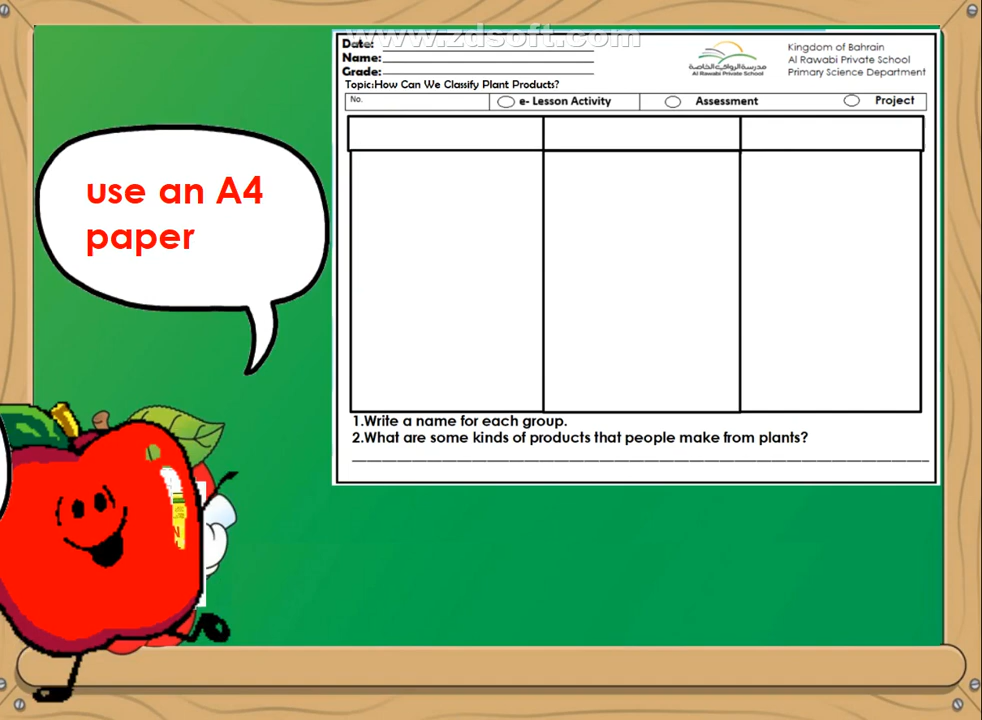 www.zdsoft.com
use an A4
paper
Date:
Name:
Grade:
Topic:How Can We Classify Plant Products?
مدرسة الروابي الخاصة
Al Rawabi Private School
Kingdom of Bahrain
Al Rawabi Private School
Primary Science Department
No.
e- Lesson Activity
Assessment
Project
1.Write a name for each group.
2.What are some kinds of products that people make from plants?